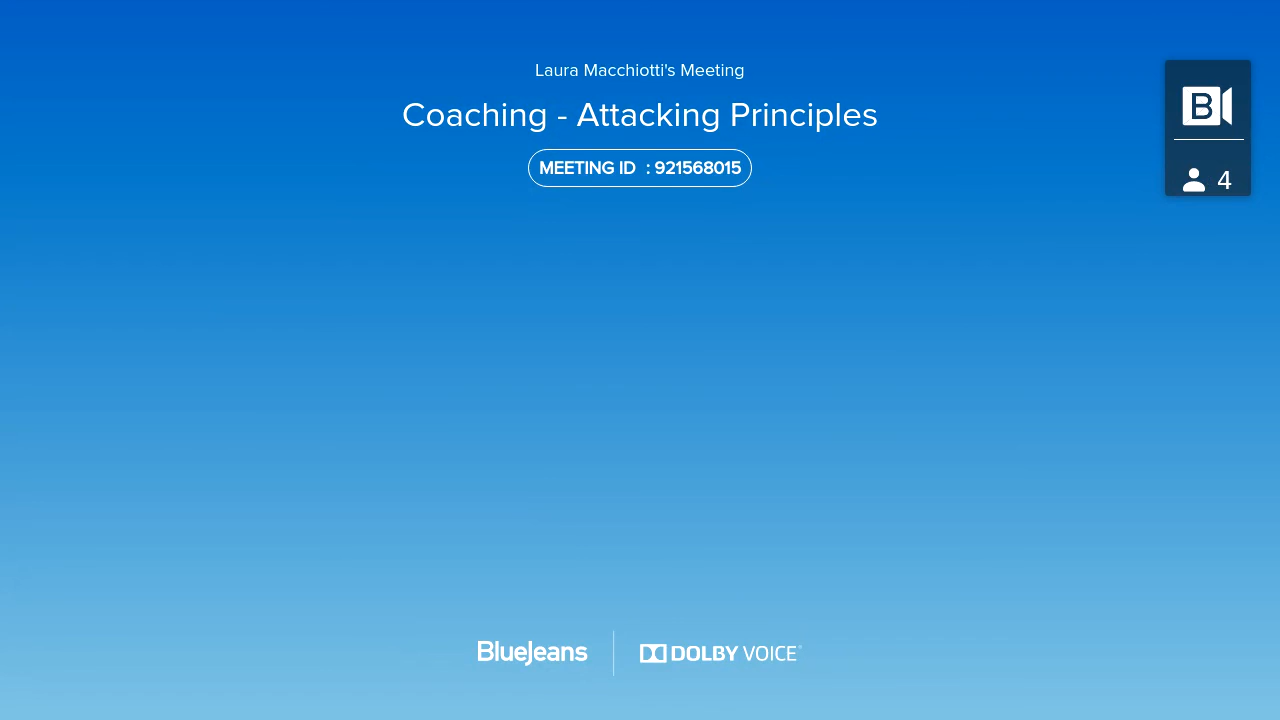 Laura Macchiotti's Meeting
Coaching - Attacking Principles
MEETING ID : 921568015
B
4
BlueJeans
DOLBY VOICE